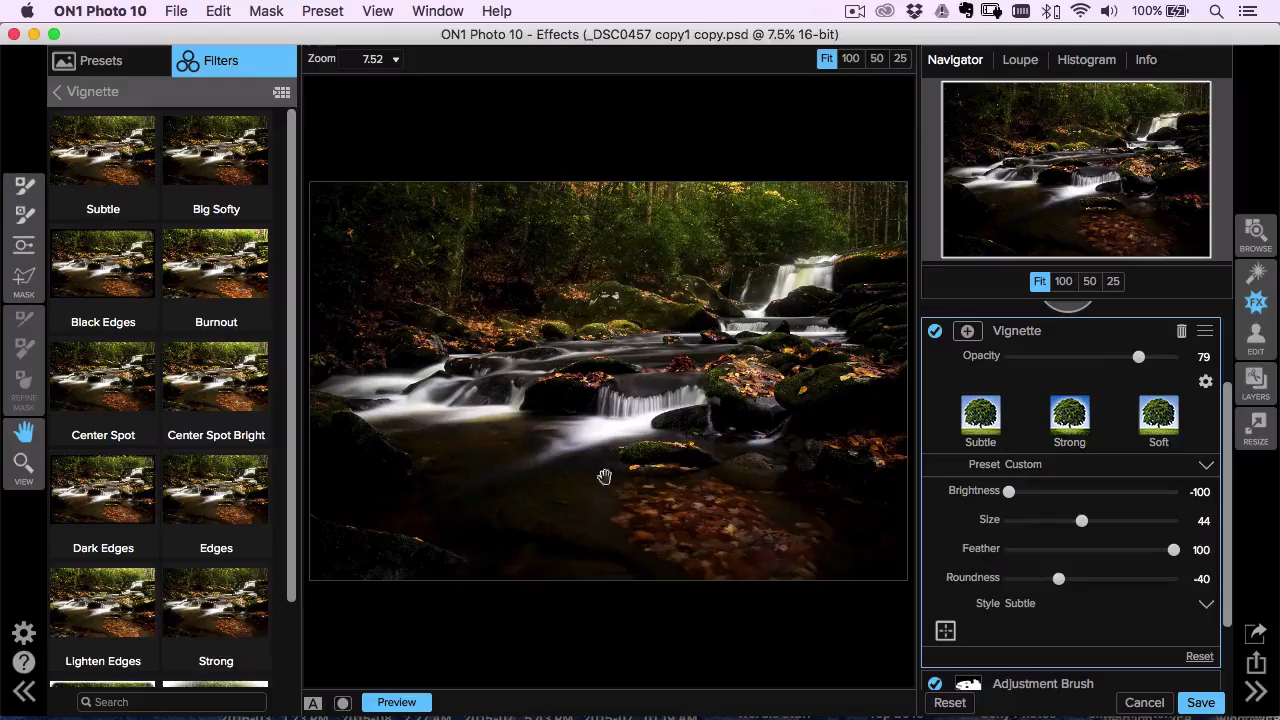 ON1 Photo 10 File Edit Mask Preset View Window Help 100%
ON1 Photo 10 - Effects (_DSC0457 copy1 copy.psd @ 7.5% 16-bit)
Presets Filters
Vignette
Subtle Big Softy
Black Edges Burnout
Center Spot Center Spot Bright
Dark Edges Edges
Lighten Edges Strong
Search
MASK
REFINE
MASK
VIEW
Zoom 7.52 Fit 100 50 25
A Preview
Navigator Loupe Histogram Info
Fit 100 50 25
Vignette
Opacity 79
Subtle Strong Soft
Preset Custom
Brightness -100
Size 44
Feather 100
Roundness -40
Style Subtle
Reset
Adjustment Brush
Reset Cancel Save
BROWSE
FX
EDIT
LAYERS
RESIZE